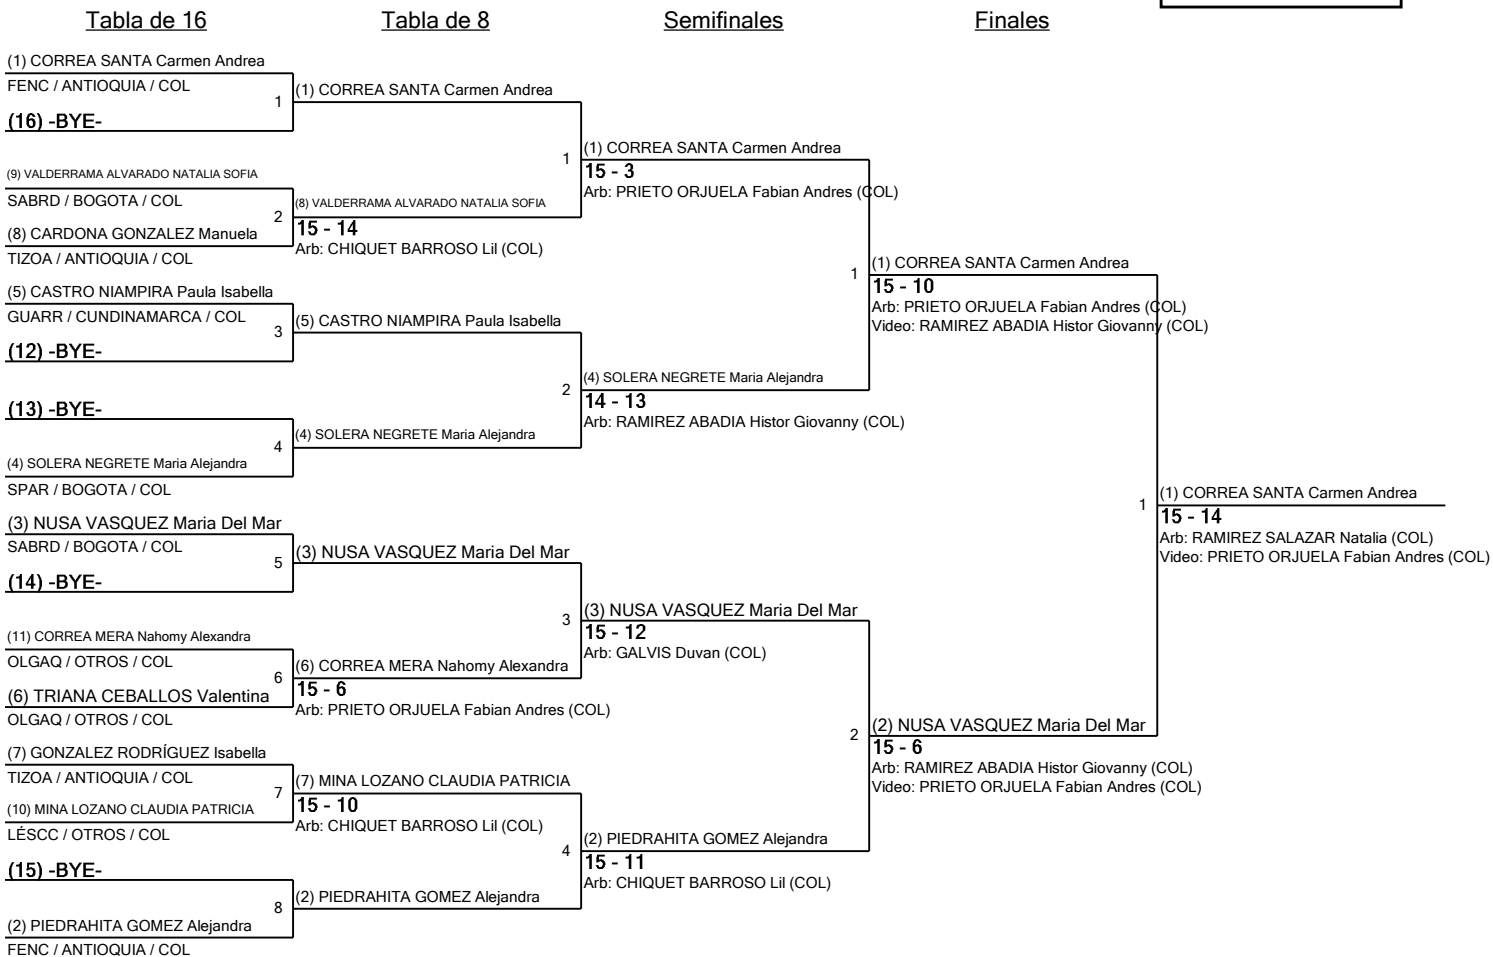 Tabla de 16
Tabla de 8
Semifinales
Finales
(1) CORREA SANTA Carmen Andrea
FENC / ANTIOQUIA / COL
1
(16) -BYE-
(9) VALDERRAMA ALVARADO NATALIA SOFIA
SABRD / BOGOTA / COL
2
(8) CARDONA GONZALEZ Manuela
TIZOA / ANTIOQUIA / COL
(5) CASTRO NIAMPIRA Paula Isabella
GUARR / CUNDINAMARCA / COL
3
(12) -BYE-
(13) -BYE-
4
(4) SOLERA NEGRETE Maria Alejandra
SPAR / BOGOTA / COL
(3) NUSA VASQUEZ Maria Del Mar
SABRD / BOGOTA / COL
5
(14) -BYE-
(11) CORREA MERA Nahomy Alexandra
OLGAQ / OTROS / COL
6
(6) TRIANA CEBALLOS Valentina
OLGAQ / OTROS / COL
(7) GONZALEZ RODRÍGUEZ Isabella
TIZOA / ANTIOQUIA / COL
7
(10) MINA LOZANO CLAUDIA PATRICIA
LÉSCC / OTROS / COL
(15) -BYE-
8
(2) PIEDRAHITA GOMEZ Alejandra
FENC / ANTIOQUIA / COL
(1) CORREA SANTA Carmen Andrea
1
(8) VALDERRAMA ALVARADO NATALIA SOFIA
15 - 14
Arb: CHIQUET BARROSO Lil (COL)
(5) CASTRO NIAMPIRA Paula Isabella
2
(4) SOLERA NEGRETE Maria Alejandra
(3) NUSA VASQUEZ Maria Del Mar
3
(6) CORREA MERA Nahomy Alexandra
15 - 6
Arb: PRIETO ORJUELA Fabian Andres (COL)
(7) MINA LOZANO CLAUDIA PATRICIA
15 - 10
Arb: CHIQUET BARROSO Lil (COL)
4
(2) PIEDRAHITA GOMEZ Alejandra
(1) CORREA SANTA Carmen Andrea
15 - 3
Arb: PRIETO ORJUELA Fabian Andres (COL)
1
(4) SOLERA NEGRETE Maria Alejandra
14 - 13
Arb: RAMIREZ ABADIA Histor Giovanny (COL)
(3) NUSA VASQUEZ Maria Del Mar
15 - 12
Arb: GALVIS Duvan (COL)
2
(2) PIEDRAHITA GOMEZ Alejandra
15 - 11
Arb: CHIQUET BARROSO Lil (COL)
(1) CORREA SANTA Carmen Andrea
15 - 10
Arb: PRIETO ORJUELA Fabian Andres (COL)
Video: RAMIREZ ABADIA Histor Giovanny (COL)
1
(2) NUSA VASQUEZ Maria Del Mar
15 - 6
Arb: RAMIREZ ABADIA Histor Giovanny (COL)
Video: PRIETO ORJUELA Fabian Andres (COL)
(1) CORREA SANTA Carmen Andrea
15 - 14
Arb: RAMIREZ SALAZAR Natalia (COL)
Video: PRIETO ORJUELA Fabian Andres (COL)